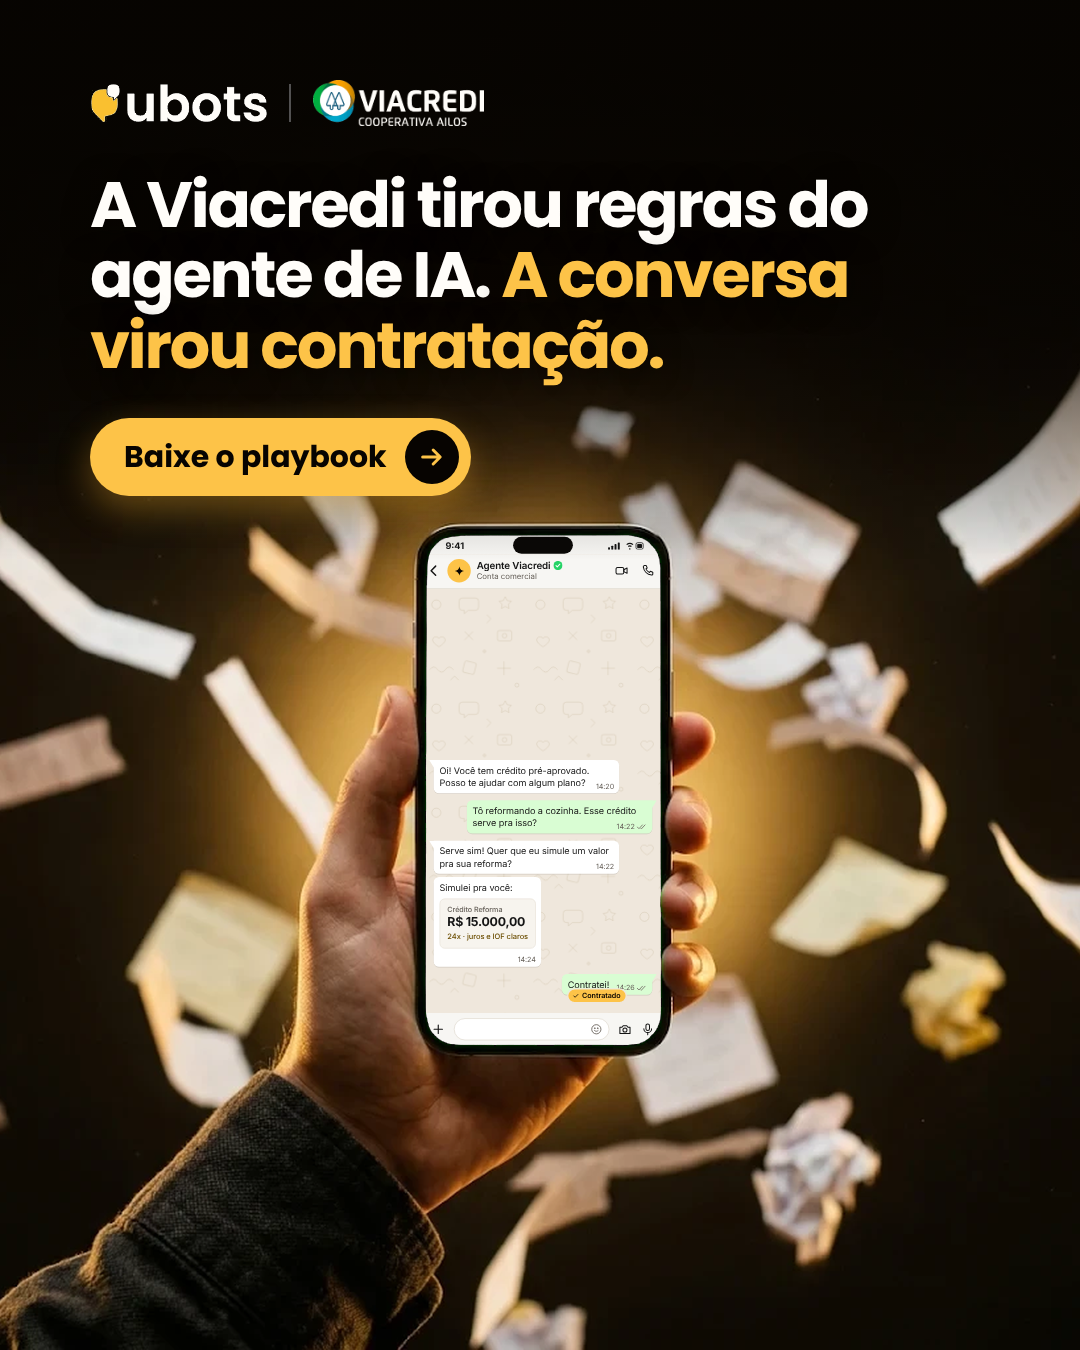 ubots
VIACREDI
COOPERATIVA AILOS
A Viacredi tirou regras do
agente de IA. A conversa
virou contratação.
Baixe o playbook
9:41
Agente Viacredi
Conta comercial
Oi! Você tem crédito pré-aprovado.
Posso te ajudar com algum plano? 14:20
Tô reformando a cozinha. Esse crédito
serve pra isso? 14:22
Serve sim! Quer que eu simule um valor
pra sua reforma? 14:22
Simulei pra você:
Crédito Reforma
R$ 15.000,00
24x · juros e IOF claros
14:24
Contratei! 14:26
Contratado